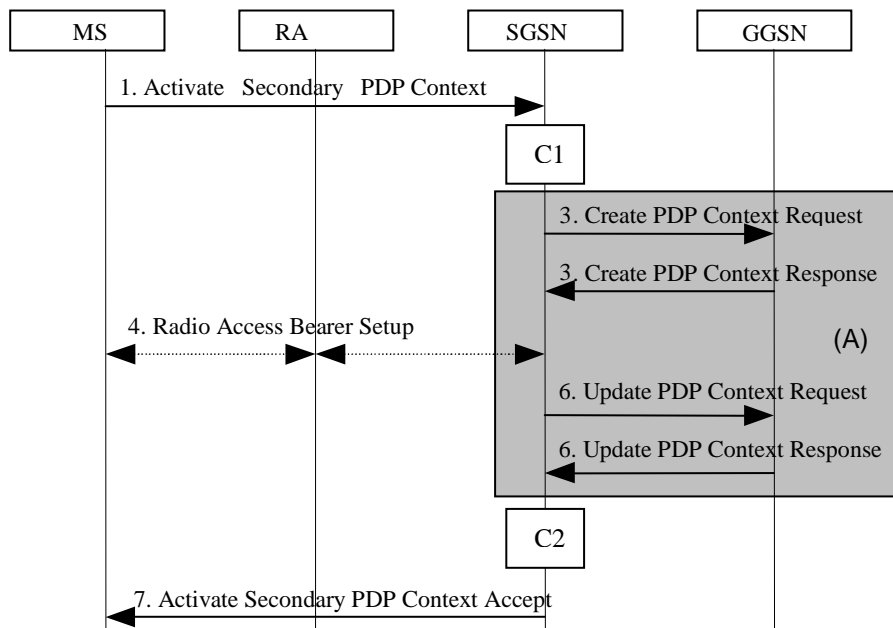 MS RA SGSN GGSN
1. Activate Secondary PDP Context
C1
3. Create PDP Context Request
3. Create PDP Context Response
4. Radio Access Bearer Setup
(A)
6. Update PDP Context Request
6. Update PDP Context Response
C2
7. Activate Secondary PDP Context Accept